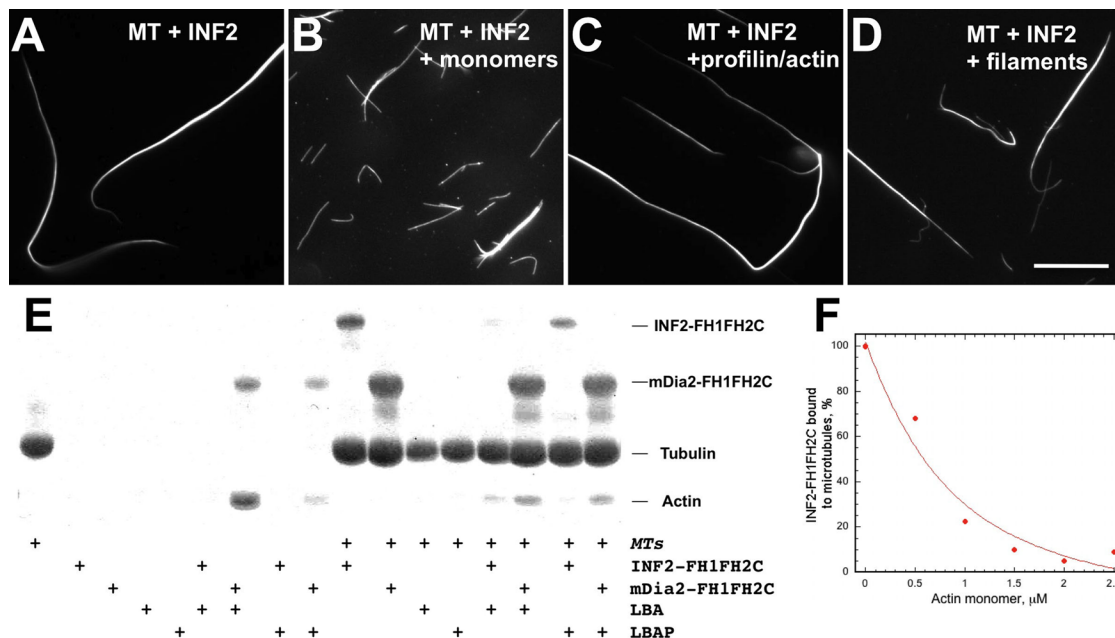 A MT + INF2
B MT + INF2
+ monomers
C MT + INF2
+profilin/actin
D MT + INF2
+ filaments
E
INF2-FH1FH2C
mDia2-FH1FH2C
Tubulin
Actin
+ + + + + + + + + MTs
+ + + + + + INF2-FH1FH2C
+ + + + + + mDia2-FH1FH2C
+ + + + + + LBA
+ + + + + + LBAP
F
INF2-FH1FH2C bound
to microtubules, %
100
80
60
40
20
0
0 0.5 1 1.5 2 2.5
Actin monomer, μM